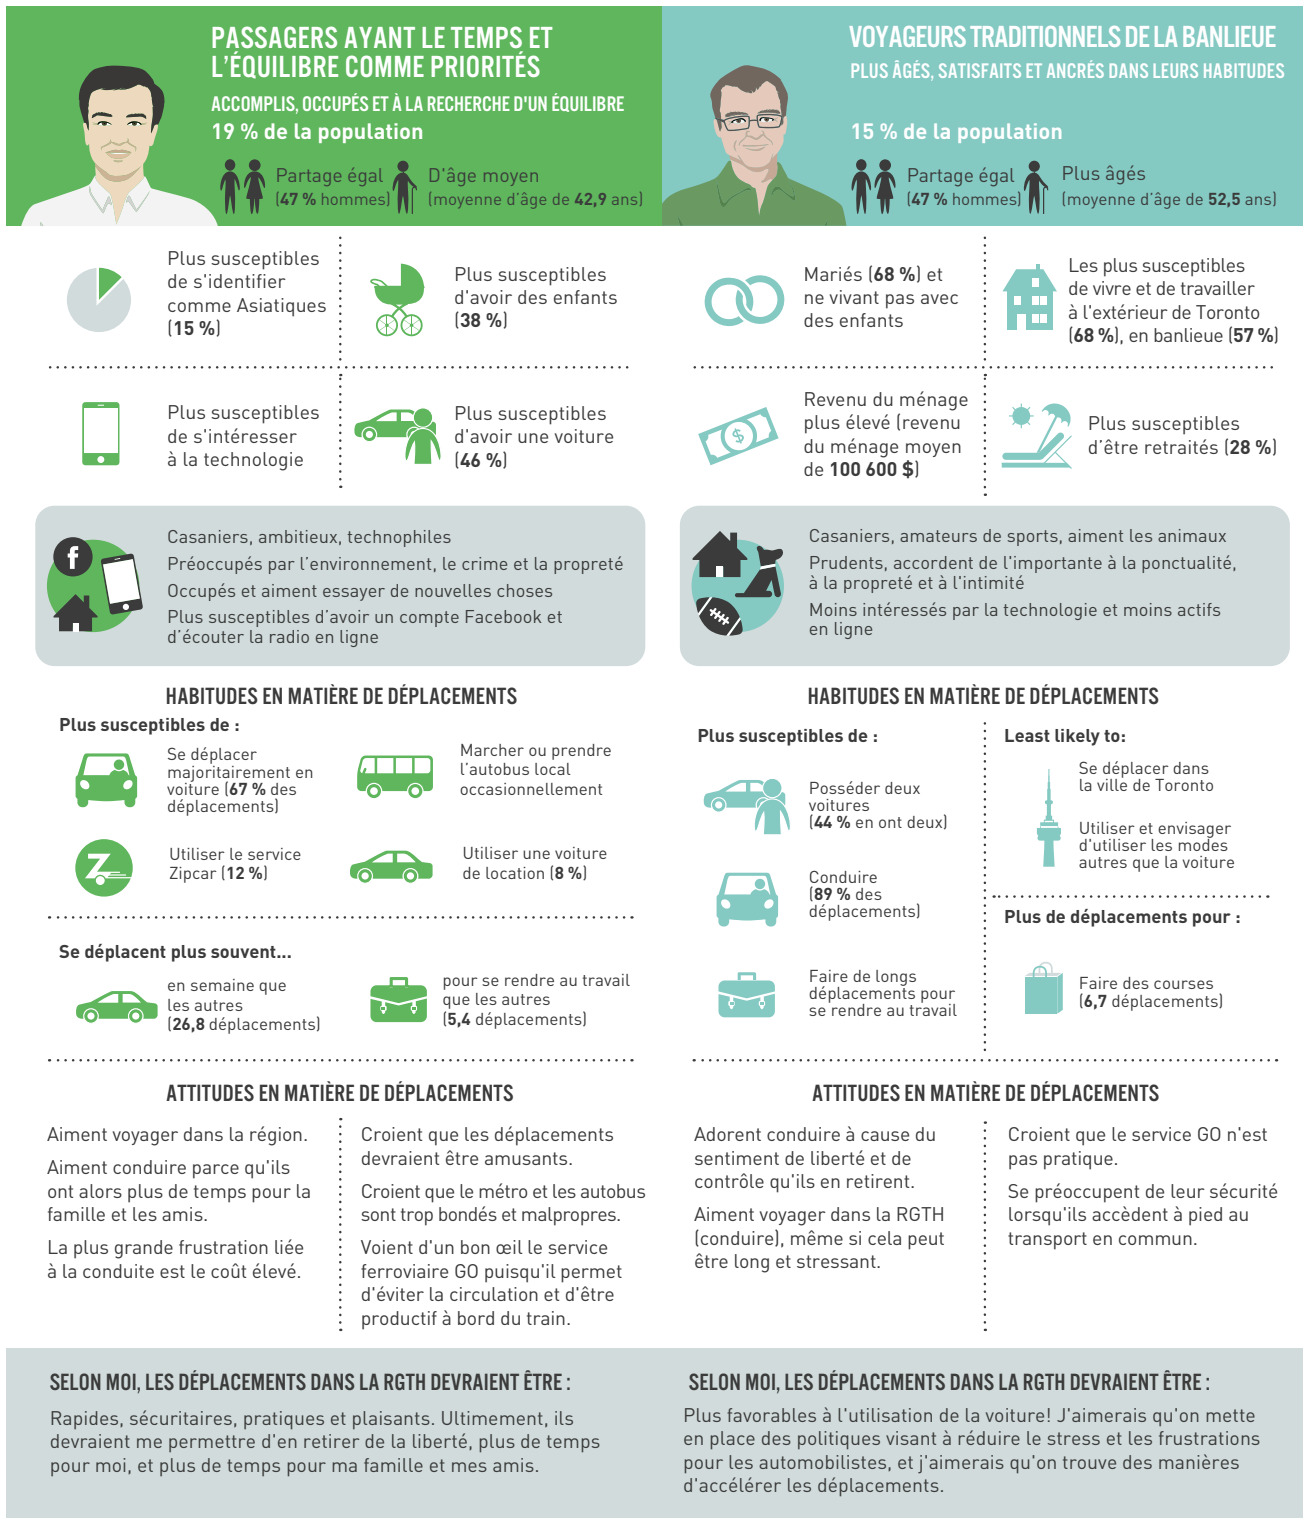 PASSAGERS AYANT LE TEMPS ET
L'ÉQUILIBRE COMME PRIORITÉS
ACCOMPLIS, OCCUPÉS ET À LA RECHERCHE D'UN ÉQUILIBRE
19 % de la population
Partage égal
(47 % hommes)
D'âge moyen
(moyenne d'âge de 42,9 ans)
Plus susceptibles
de s'identifier
comme Asiatiques
(15 %)
Plus susceptibles
d'avoir des enfants
(38 %)
Plus susceptibles
de s'intéresser
à la technologie
Plus susceptibles
d'avoir une voiture
(46 %)
f
Casaniers, ambitieux, technophiles
Préoccupés par l'environnement, le crime et la propreté
Occupés et aiment essayer de nouvelles choses
Plus susceptibles d'avoir un compte Facebook et
d'écouter la radio en ligne
HABITUDES EN MATIÈRE DE DÉPLACEMENTS
Plus susceptibles de :
Se déplacer
majoritairement en
voiture (67 % des
déplacements)
Marcher ou prendre
l'autobus local
occasionnellement
Z
Utiliser le service
Zipcar (12 %)
Utiliser une voiture
de location (8 %)
Se déplacent plus souvent...
en semaine que
les autres
(26,8 déplacements)
pour se rendre au travail
que les autres
(5,4 déplacements)
ATTITUDES EN MATIÈRE DE DÉPLACEMENTS
Aiment voyager dans la région.
Aiment conduire parce qu'ils
ont alors plus de temps pour la
famille et les amis.
La plus grande frustration liée
à la conduite est le coût élevé.
Croient que les déplacements
devraient être amusants.
Croient que le métro et les autobus
sont trop bondés et malpropres.
Voient d'un bon œil le service
ferroviaire GO puisqu'il permet
d'éviter la circulation et d'être
productif à bord du train.
SELON MOI, LES DÉPLACEMENTS DANS LA RGTH DEVRAIENT ÊTRE :
Rapides, sécuritaires, pratiques et plaisants. Ultimement, ils
devraient me permettre d'en retirer de la liberté, plus de temps
pour moi, et plus de temps pour ma famille et mes amis.
VOYAGEURS TRADITIONNELS DE LA BANLIEUE
PLUS ÂGÉS, SATISFAITS ET ANCRÉS DANS LEURS HABITUDES
15 % de la population
Partage égal
(47 % hommes)
Plus âgés
(moyenne d'âge de 52,5 ans)
Mariés (68 %) et
ne vivant pas avec
des enfants
Les plus susceptibles
de vivre et de travailler
à l'extérieur de Toronto
(68 %), en banlieue (57 %)
$
Revenu du ménage
plus élevé (revenu
du ménage moyen
de 100 600 $)
Plus susceptibles
d'être retraités (28 %)
Casaniers, amateurs de sports, aiment les animaux
Prudents, accordent de l'importante à la ponctualité,
à la propreté et à l'intimité
Moins intéressés par la technologie et moins actifs
en ligne
HABITUDES EN MATIÈRE DE DÉPLACEMENTS
Plus susceptibles de :
Posséder deux
voitures
(44 % en ont deux)
Conduire
(89 % des
déplacements)
Faire de longs
déplacements pour
se rendre au travail
Least likely to:
Se déplacer dans
la ville de Toronto
Utiliser et envisager
d'utiliser les modes
autres que la voiture
Plus de déplacements pour :
Faire des courses
(6,7 déplacements)
ATTITUDES EN MATIÈRE DE DÉPLACEMENTS
Adorent conduire à cause du
sentiment de liberté et de
contrôle qu'ils en retirent.
Aiment voyager dans la RGTH
(conduire), même si cela peut
être long et stressant.
Croient que le service GO n'est
pas pratique.
Se préoccupent de leur sécurité
lorsqu'ils accèdent à pied au
transport en commun.
SELON MOI, LES DÉPLACEMENTS DANS LA RGTH DEVRAIENT ÊTRE :
Plus favorables à l'utilisation de la voiture! J'aimerais qu'on mette
en place des politiques visant à réduire le stress et les frustrations
pour les automobilistes, et j'aimerais qu'on trouve des manières
d'accélérer les déplacements.